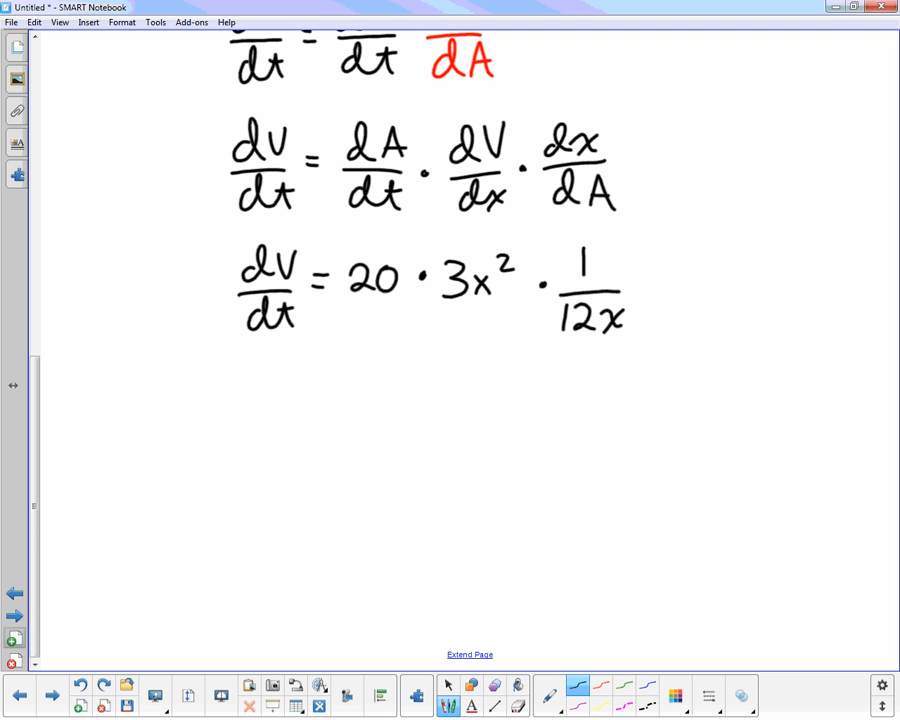 Untitled * - SMART Notebook
File Edit View Insert Format Tools Add-ons Help
dt = dt dA
dV/dt = dA/dt · dV/dx · dx/dA
dV/dt = 20 · 3x² · 1/12x
Extend Page